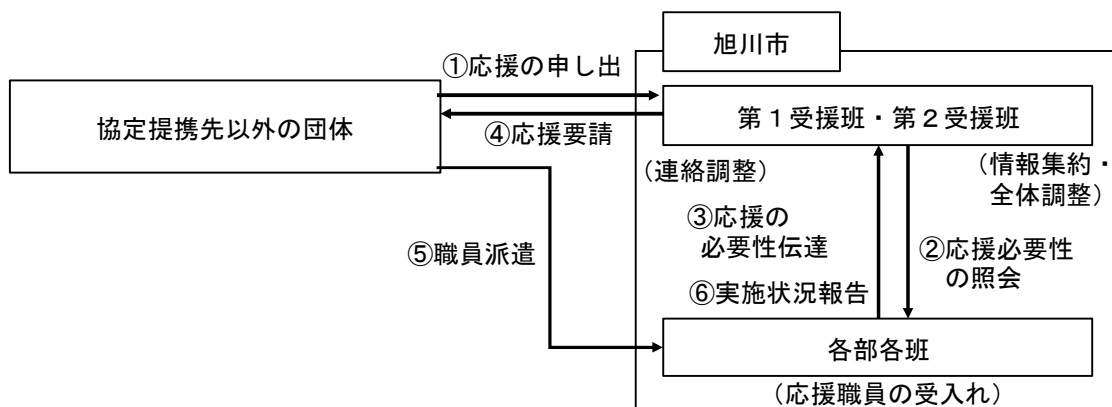 旭川市
①応援の申し出
協定提携先以外の団体
第１受援班・第２受援班
④応援要請
（連絡調整）
（情報集約・
全体調整）
③応援の
必要性伝達
②応援必要性
の照会
⑤職員派遣
⑥実施状況報告
各部各班
（応援職員の受入れ）